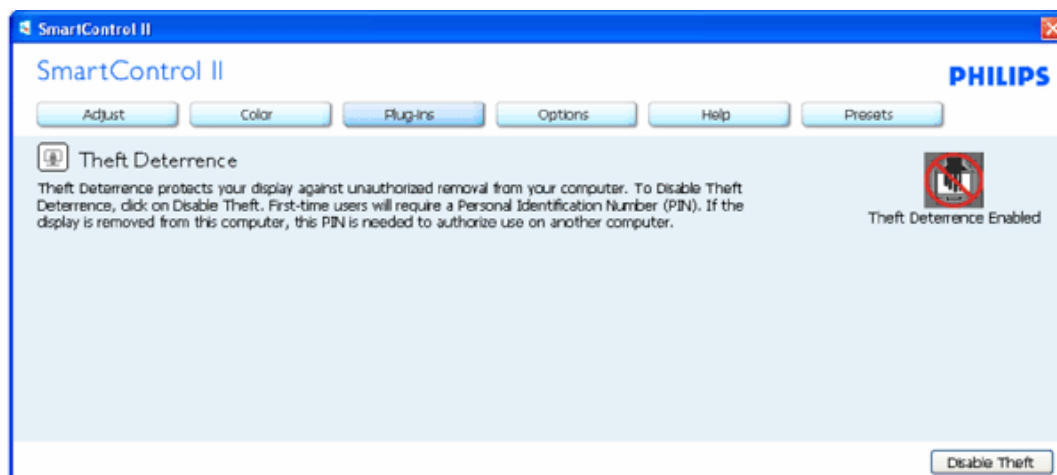 SmartControl II
SmartControl II
PHILIPS
Adjust Color Plug-Ins Options Help Presets
Theft Deterrence
Theft Deterrence protects your display against unauthorized removal from your computer. To Disable Theft
Deterrence, click on Disable Theft. First-time users will require a Personal Identification Number (PIN). If the
display is removed from this computer, this PIN is needed to authorize use on another computer.
Theft Deterrence Enabled
Disable Theft